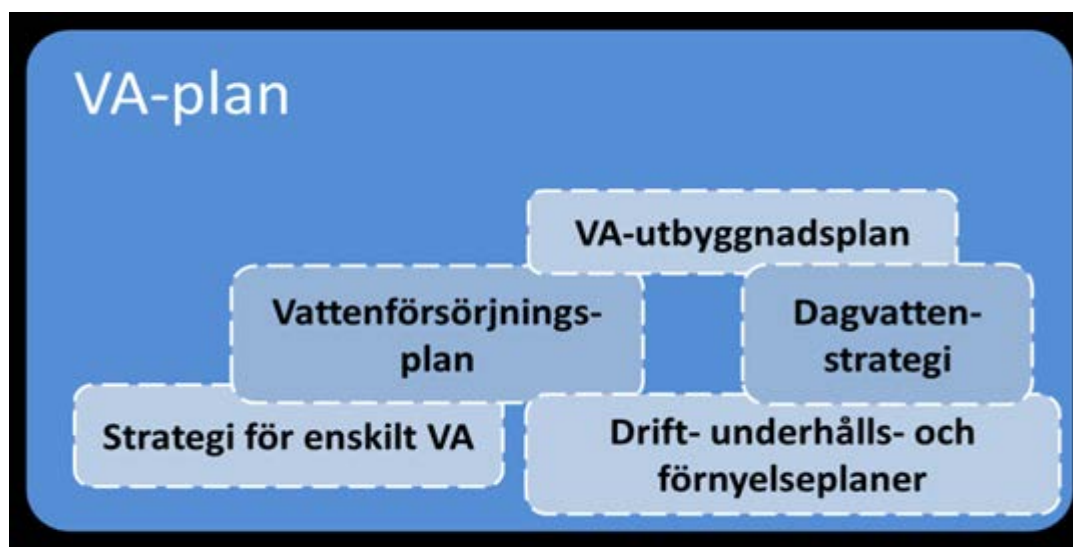 VA-plan
VA-utbyggnadsplan
Vattenförsörjnings-
plan
Dagvatten-
strategi
Strategi för enskilt VA
Drift- underhålls- och
förnyelseplaner